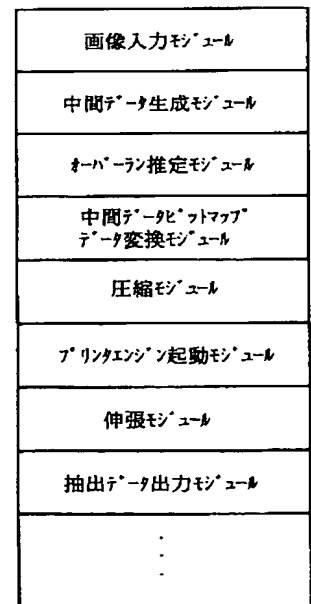 画像入力ﾓｼﾞｭｰﾙ
中間ﾃﾞｰﾀ生成ﾓｼﾞｭｰﾙ
ｵｰﾊﾞｰﾗﾝ推定ﾓｼﾞｭｰﾙ
中間ﾃﾞｰﾀﾋﾞｯﾄﾏｯﾌﾟ
ﾃﾞｰﾀ変換ﾓｼﾞｭｰﾙ
圧縮ﾓｼﾞｭｰﾙ
ﾌﾟﾘﾝﾀｴﾝｼﾞﾝ起動ﾓｼﾞｭｰﾙ
伸張ﾓｼﾞｭｰﾙ
抽出ﾃﾞｰﾀ出力ﾓｼﾞｭｰﾙ